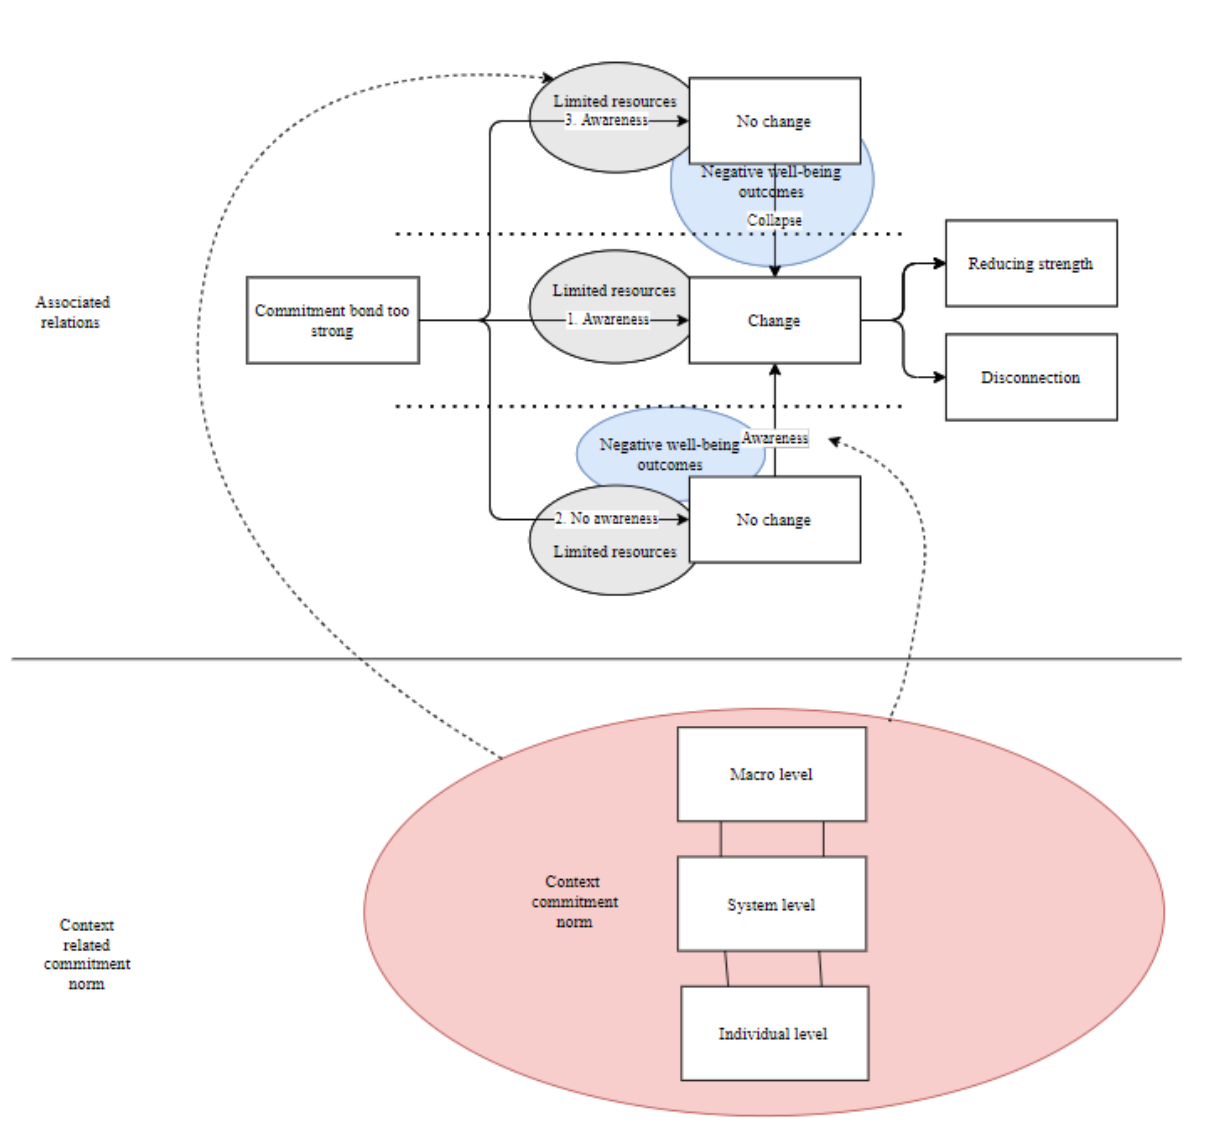 Limited resources
3. Awareness
No change
Negative well-being
outcomes
Collapse
Reducing strength
Associated
relations
Commitment bond too
strong
Limited resources
1. Awareness
Change
Disconnection
Negative well-being
outcomes
Awareness
2. No awareness
Limited resources
No change
Macro level
Context
commitment
norm
System level
Context
related
commitment
norm
Individual level